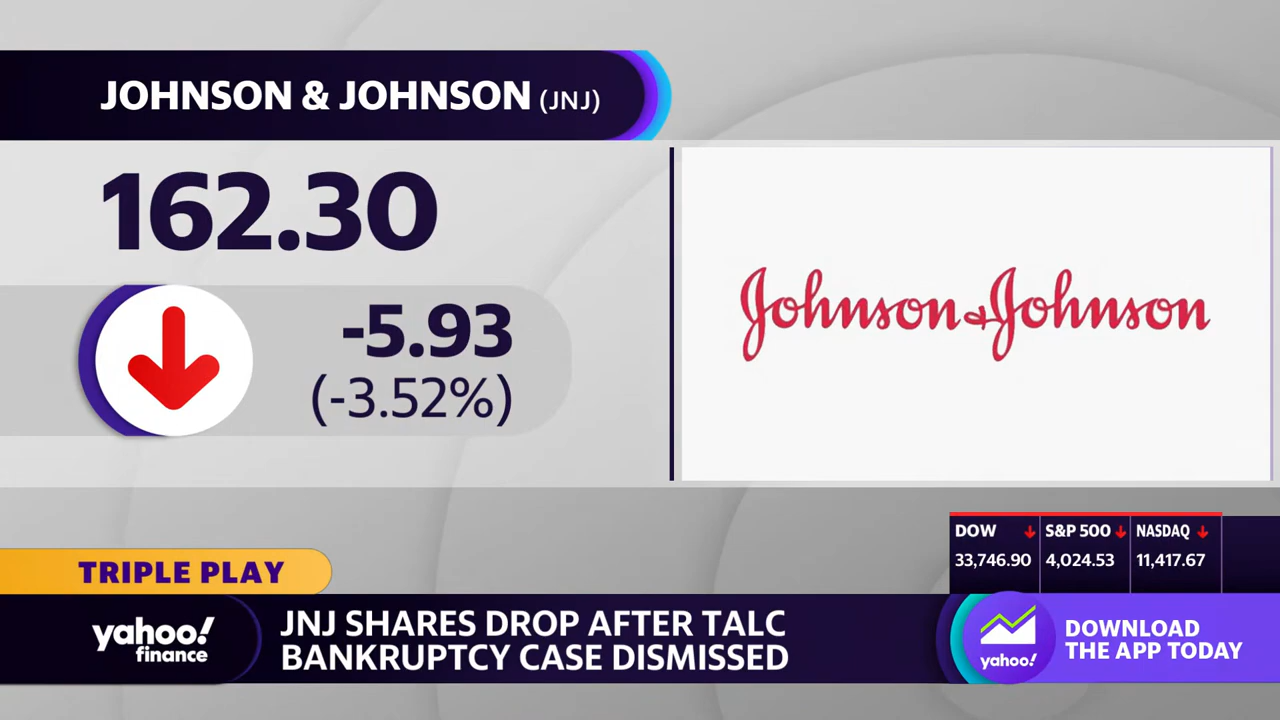 JOHNSON & JOHNSON (JNJ)
162.30
-5.93
(-3.52%)
Johnson & Johnson
DOW S&P 500 NASDAQ
33,746.90 4,024.53 11,417.67
TRIPLE PLAY
yahoo!
finance
JNJ SHARES DROP AFTER TALC
BANKRUPTCY CASE DISMISSED
yahoo!
DOWNLOAD
THE APP TODAY